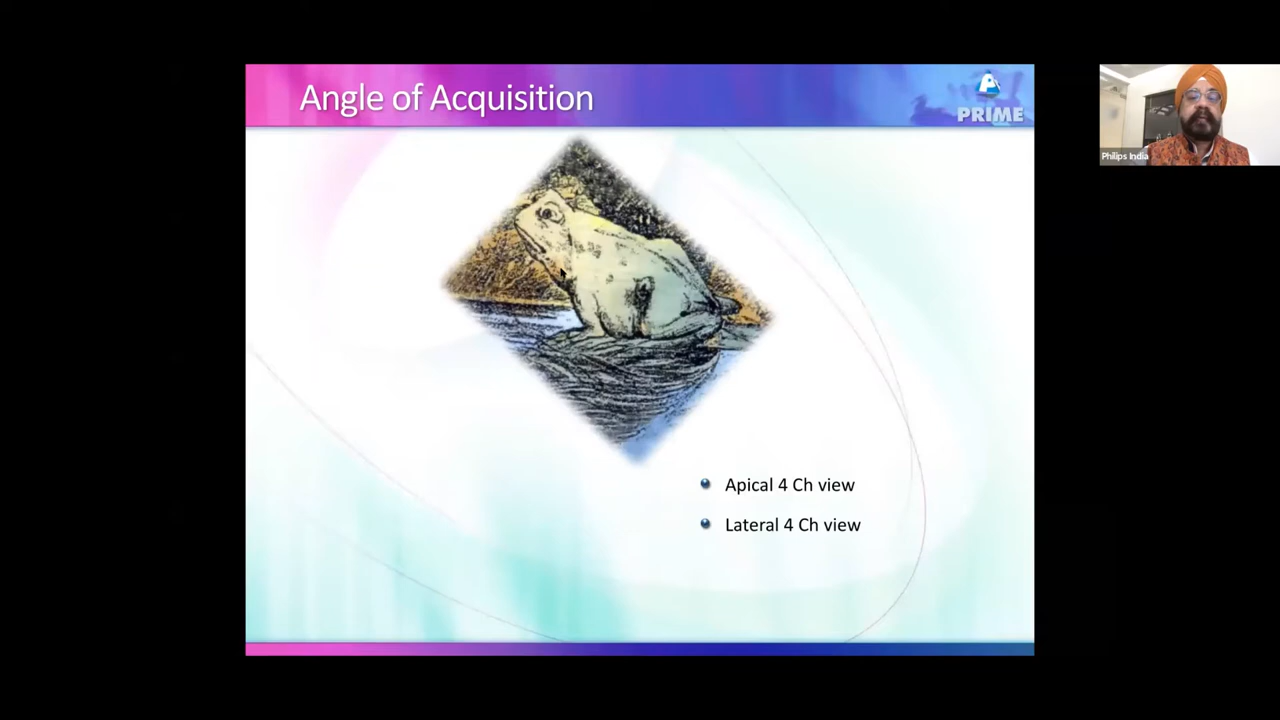 Angle of Acquisition
PRIME
Philips India
Apical 4 Ch view
Lateral 4 Ch view